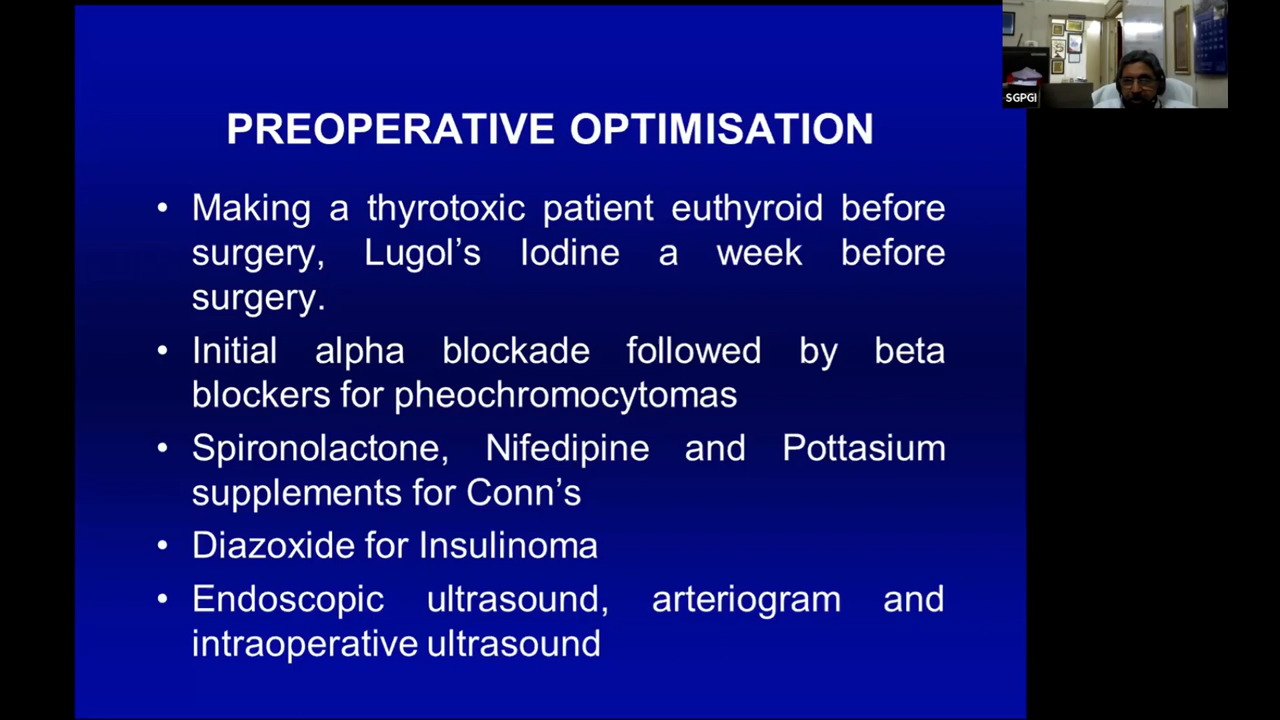 PREOPERATIVE OPTIMISATION
• Making a thyrotoxic patient euthyroid before
surgery, Lugol’s Iodine a week before
surgery.
• Initial alpha blockade followed by beta
blockers for pheochromocytomas
• Spironolactone, Nifedipine and Pottasium
supplements for Conn’s
• Diazoxide for Insulinoma
• Endoscopic ultrasound, arteriogram and
intraoperative ultrasound
SGPGI